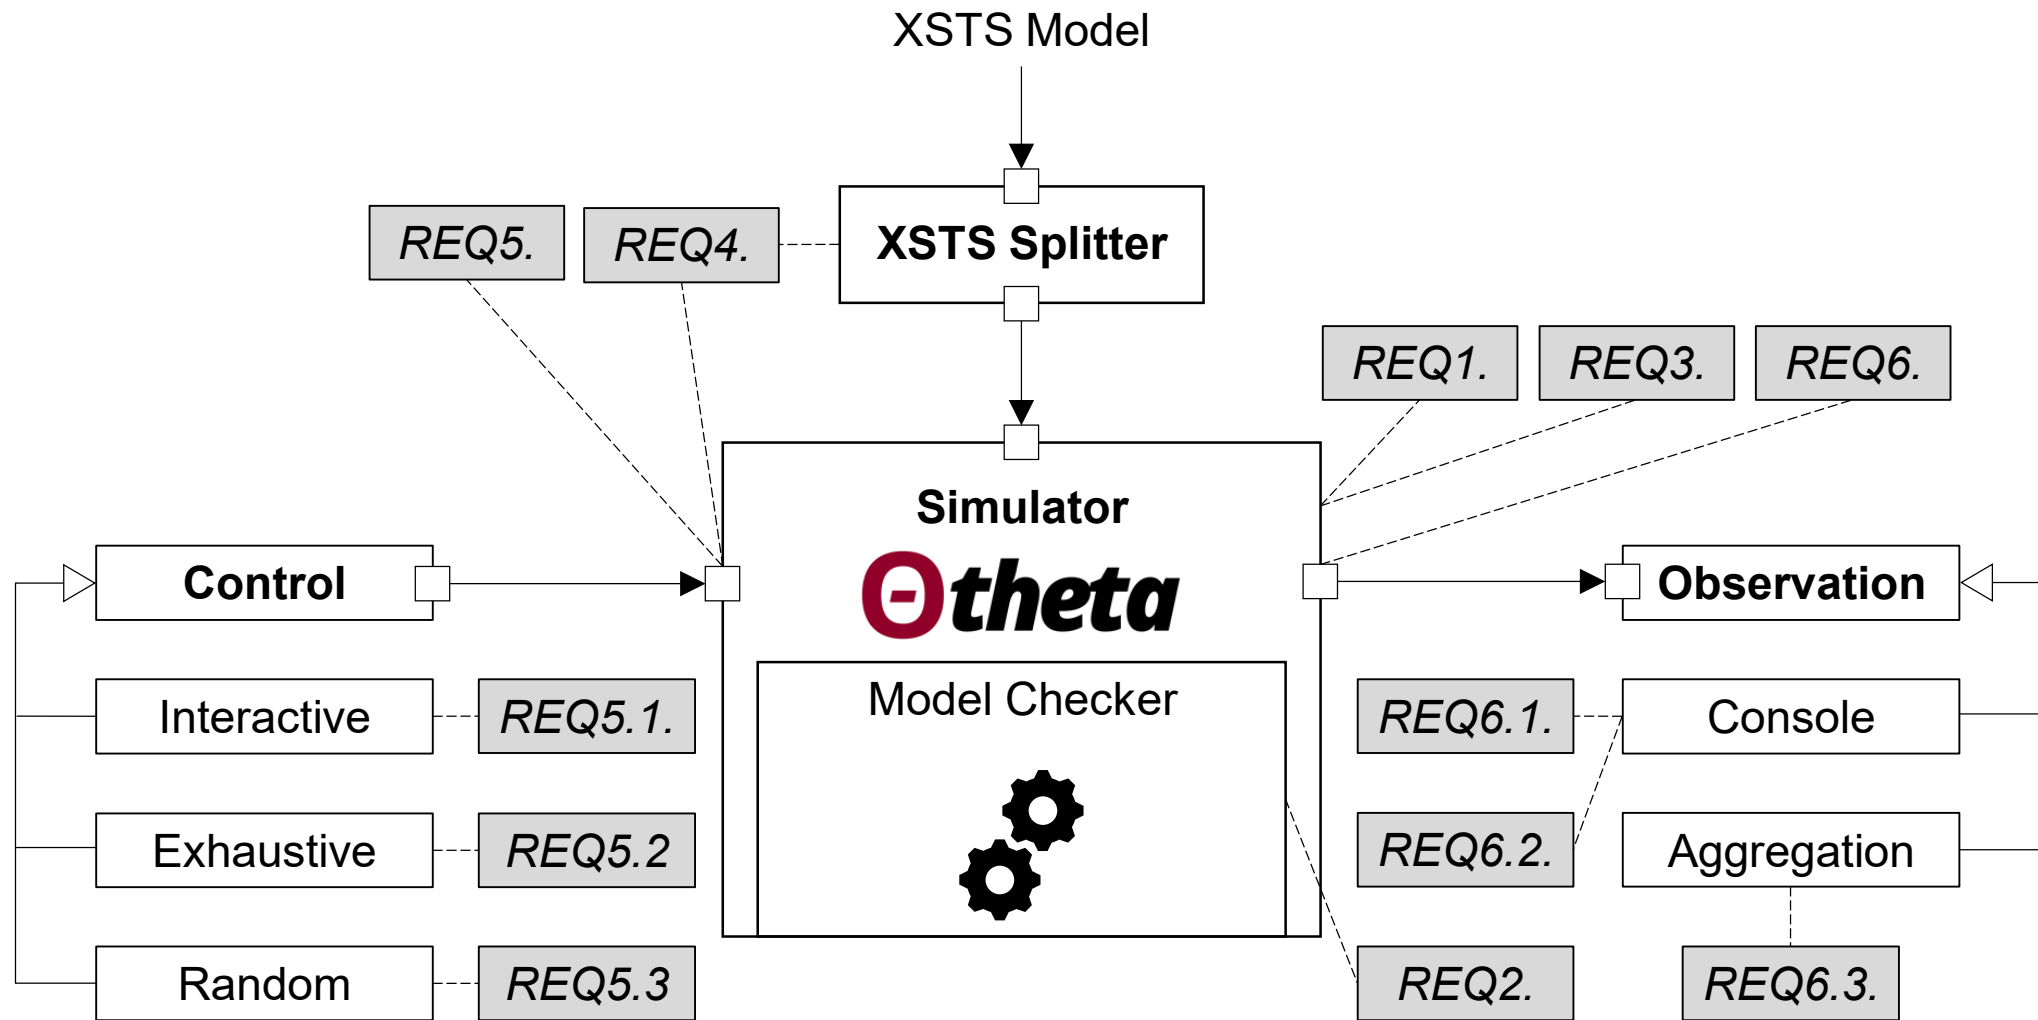 XSTS Model
REQ5.
REQ4.
XSTS Splitter
REQ1.
REQ3.
REQ6.
Simulator
Control
Θtheta
Observation
Interactive
REQ5.1.
Model Checker
REQ6.1.
Console
Exhaustive
REQ5.2
REQ6.2.
Aggregation
Random
REQ5.3
REQ2.
REQ6.3.